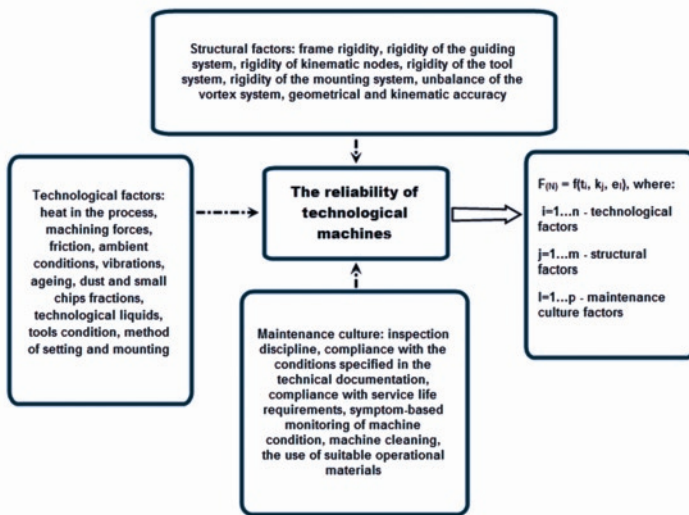 Structural factors: frame rigidity, rigidity of the guiding
system, rigidity of kinematic nodes, rigidity of the tool
system, rigidity of the mounting system, unbalance of the
vortex system, geometrical and kinematic accuracy
Technological factors:
heat in the process,
machining forces,
friction, ambient
conditions, vibrations,
ageing, dust and small
chips fractions,
technological liquids,
tools condition, method
of setting and mounting
The reliability of
technological
machines
F(N) = f(ti, kj, el), where:
i=1...n - technological
factors
j=1...m - structural
factors
l=1...p - maintenance
culture factors
Maintenance culture: inspection
discipline, compliance with the
conditions specified in the
technical documentation,
compliance with service life
requirements, symptom-based
monitoring of machine
condition, machine cleaning,
the use of suitable operational
materials